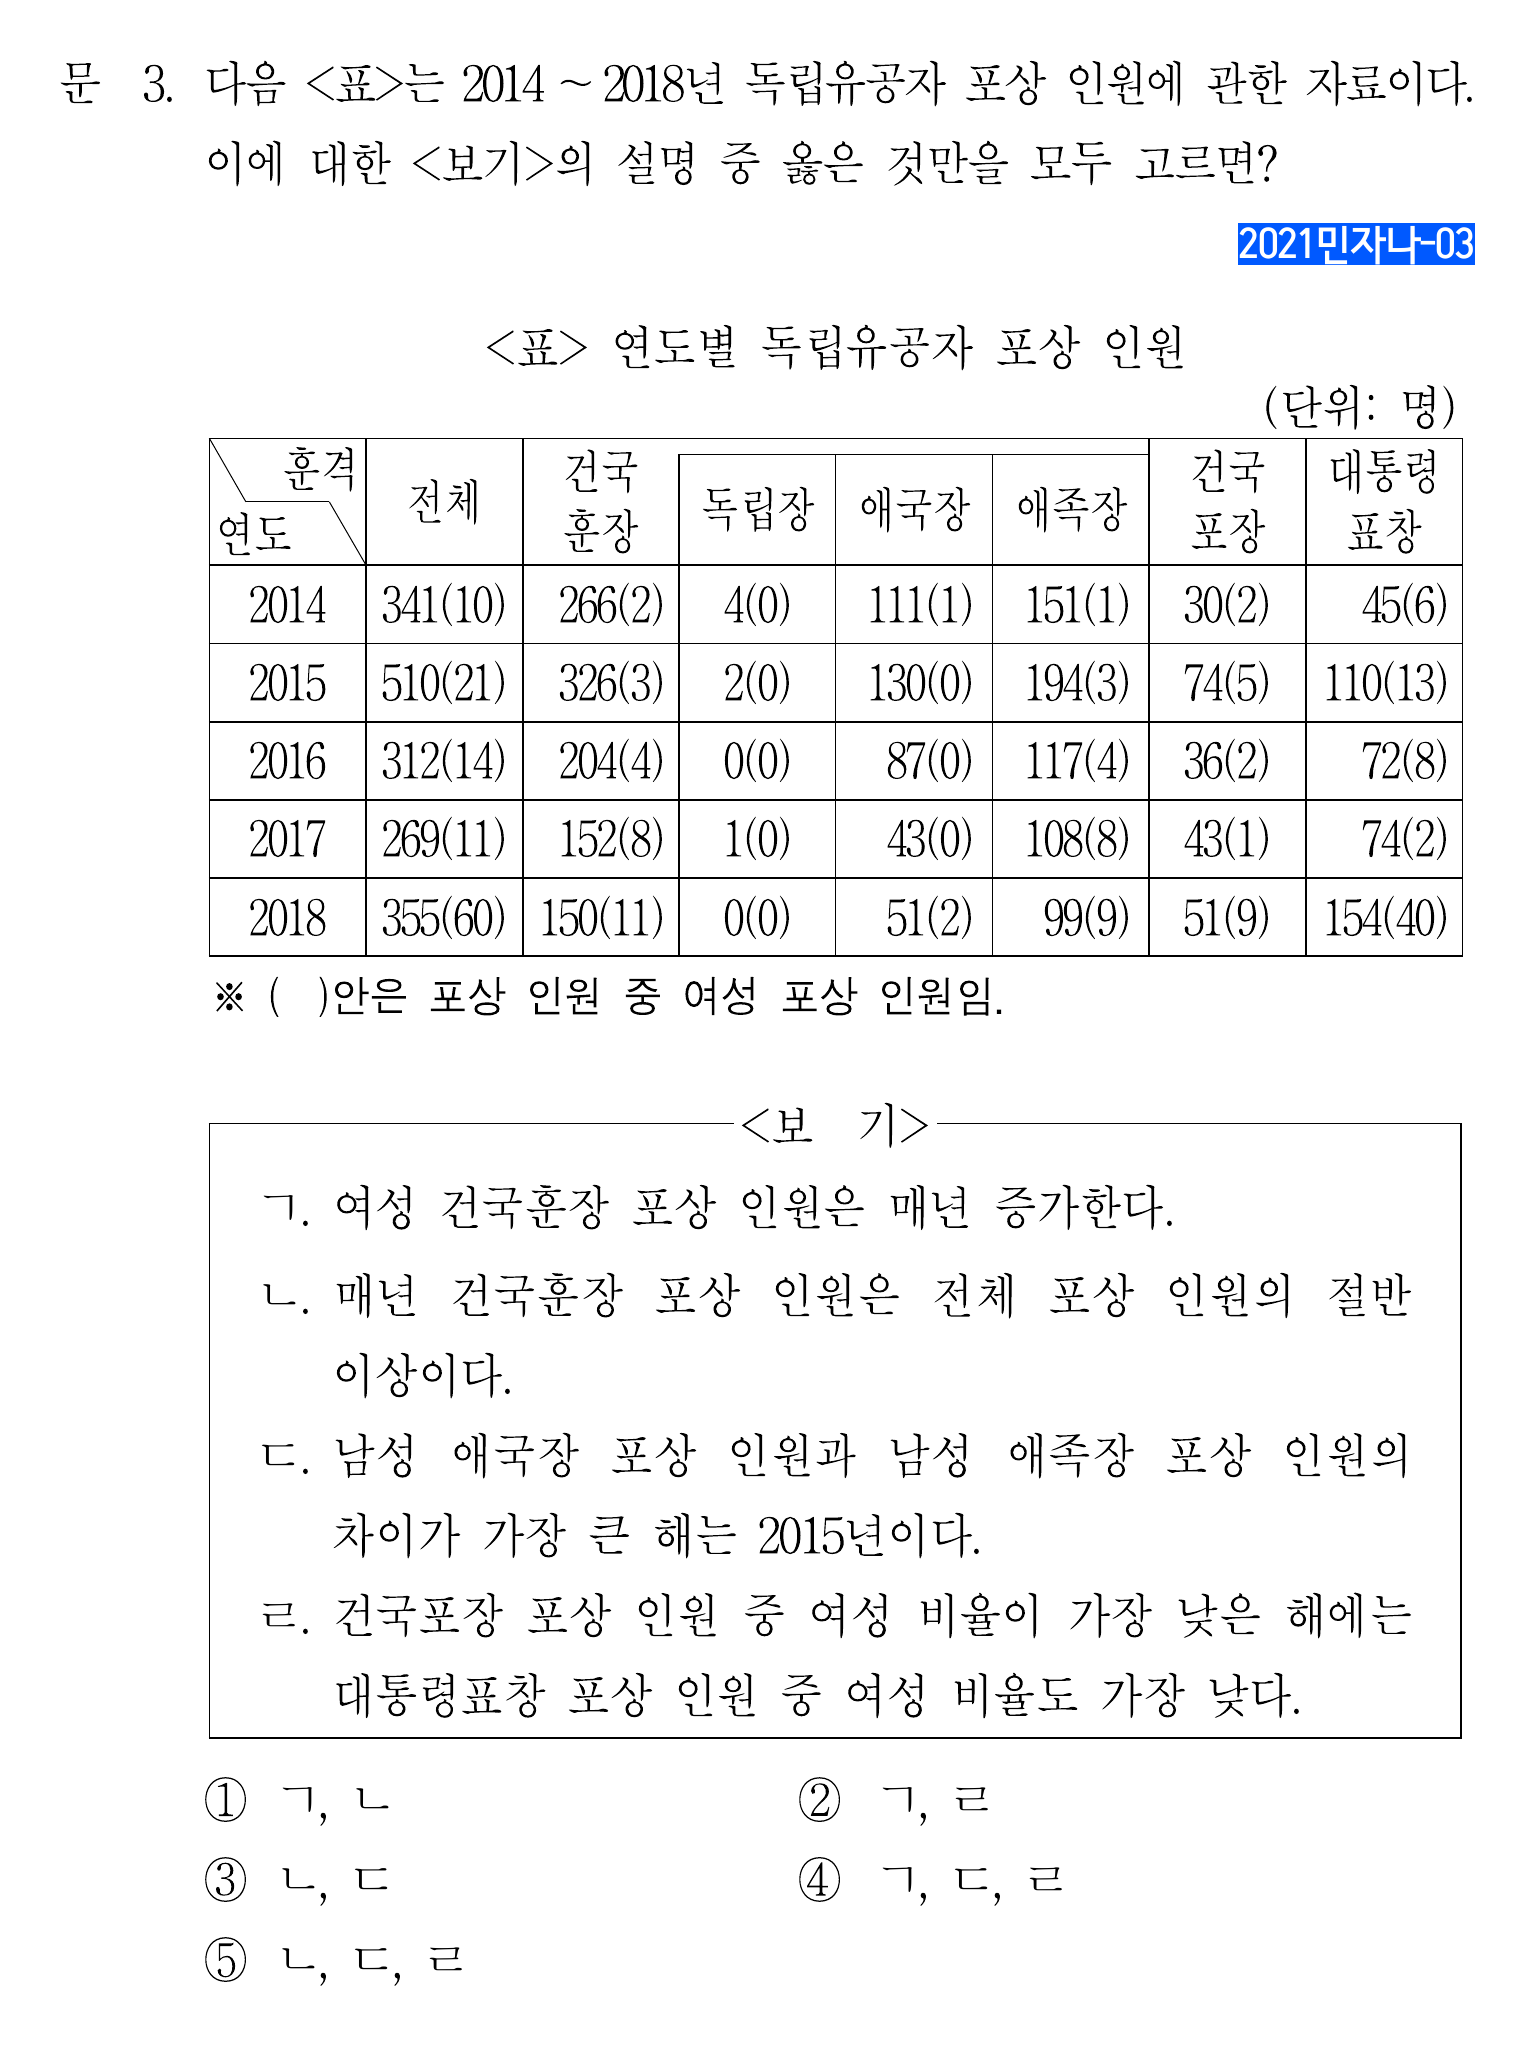 문 3. 다음 <표>는 2014 ~ 2018년 독립유공자 포상 인원에 관한 자료이다.
이에 대한 <보기>의 설명 중 옳은 것만을 모두 고르면?
2021민자나-03
<표> 연도별 독립유공자 포상 인원
(단위: 명)
훈격 연도 전체 건국훈장 독립장 애국장 애족장 건국포장 대통령표창
2014 341(10) 266(2) 4(0) 111(1) 151(1) 30(2) 45(6)
2015 510(21) 326(3) 2(0) 130(0) 194(3) 74(5) 110(13)
2016 312(14) 204(4) 0(0) 87(0) 117(4) 36(2) 72(8)
2017 269(11) 152(8) 1(0) 43(0) 108(8) 43(1) 74(2)
2018 355(60) 150(11) 0(0) 51(2) 99(9) 51(9) 154(40)
※ ( )안은 포상 인원 중 여성 포상 인원임.
<보 기>
ㄱ. 여성 건국훈장 포상 인원은 매년 증가한다.
ㄴ. 매년 건국훈장 포상 인원은 전체 포상 인원의 절반
이상이다.
ㄷ. 남성 애국장 포상 인원과 남성 애족장 포상 인원의
차이가 가장 큰 해는 2015년이다.
ㄹ. 건국포장 포상 인원 중 여성 비율이 가장 낮은 해에는
대통령표창 포상 인원 중 여성 비율도 가장 낮다.
① ㄱ, ㄴ ② ㄱ, ㄹ
③ ㄴ, ㄷ ④ ㄱ, ㄷ, ㄹ
⑤ ㄴ, ㄷ, ㄹ